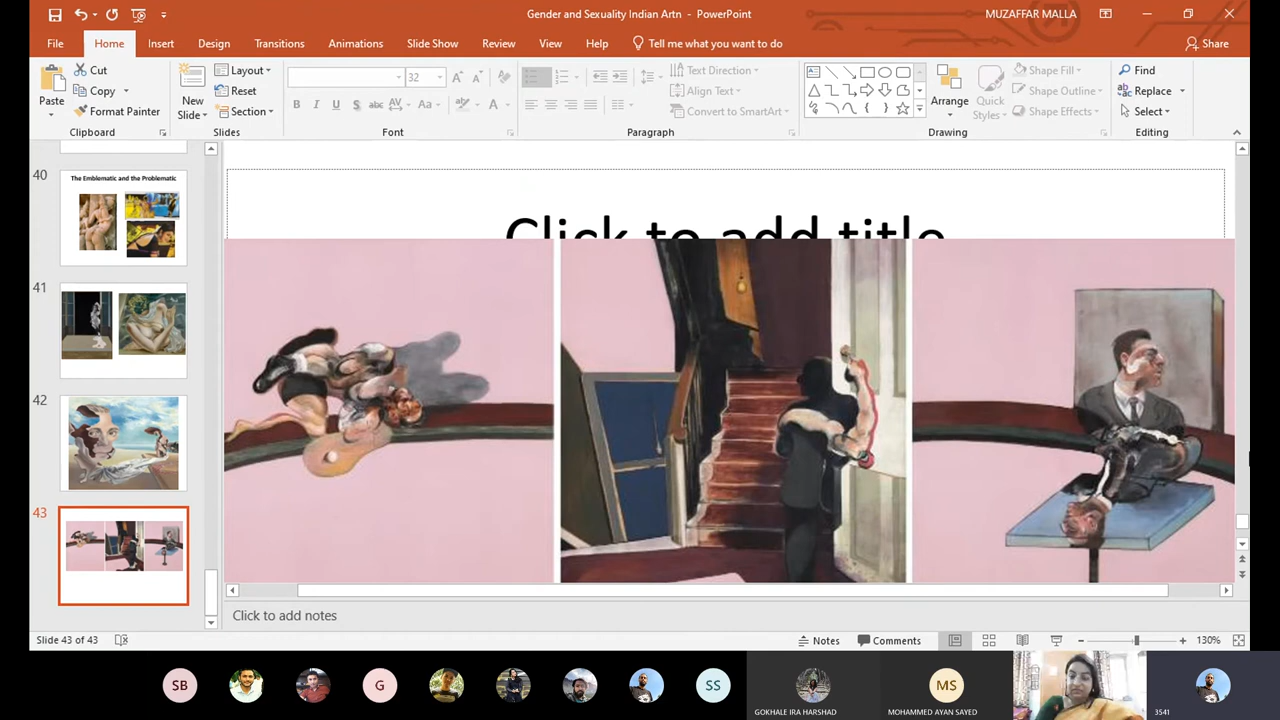 Gender and Sexuality Indian Artn - PowerPoint
MUZAFFAR MALLA
File Home Insert Design Transitions Animations Slide Show Review View Help Tell me what you want to do Share
Paste
Cut
Copy
Format Painter
Clipboard
New Slide
Layout
Reset
Section
Slides
32
Font
Text Direction
Align Text
Convert to SmartArt
Paragraph
Arrange
Quick Styles
Shape Fill
Shape Outline
Shape Effects
Drawing
Find
Replace
Select
Editing
40
The Emblematic and the Problematic
41
42
43
Click to add title
Click to add notes
Slide 43 of 43
Notes
Comments
130%
SB
G
SS
GOKHALE IRA HARSHAD
MS
MOHAMMED AYAN SAYED
3541